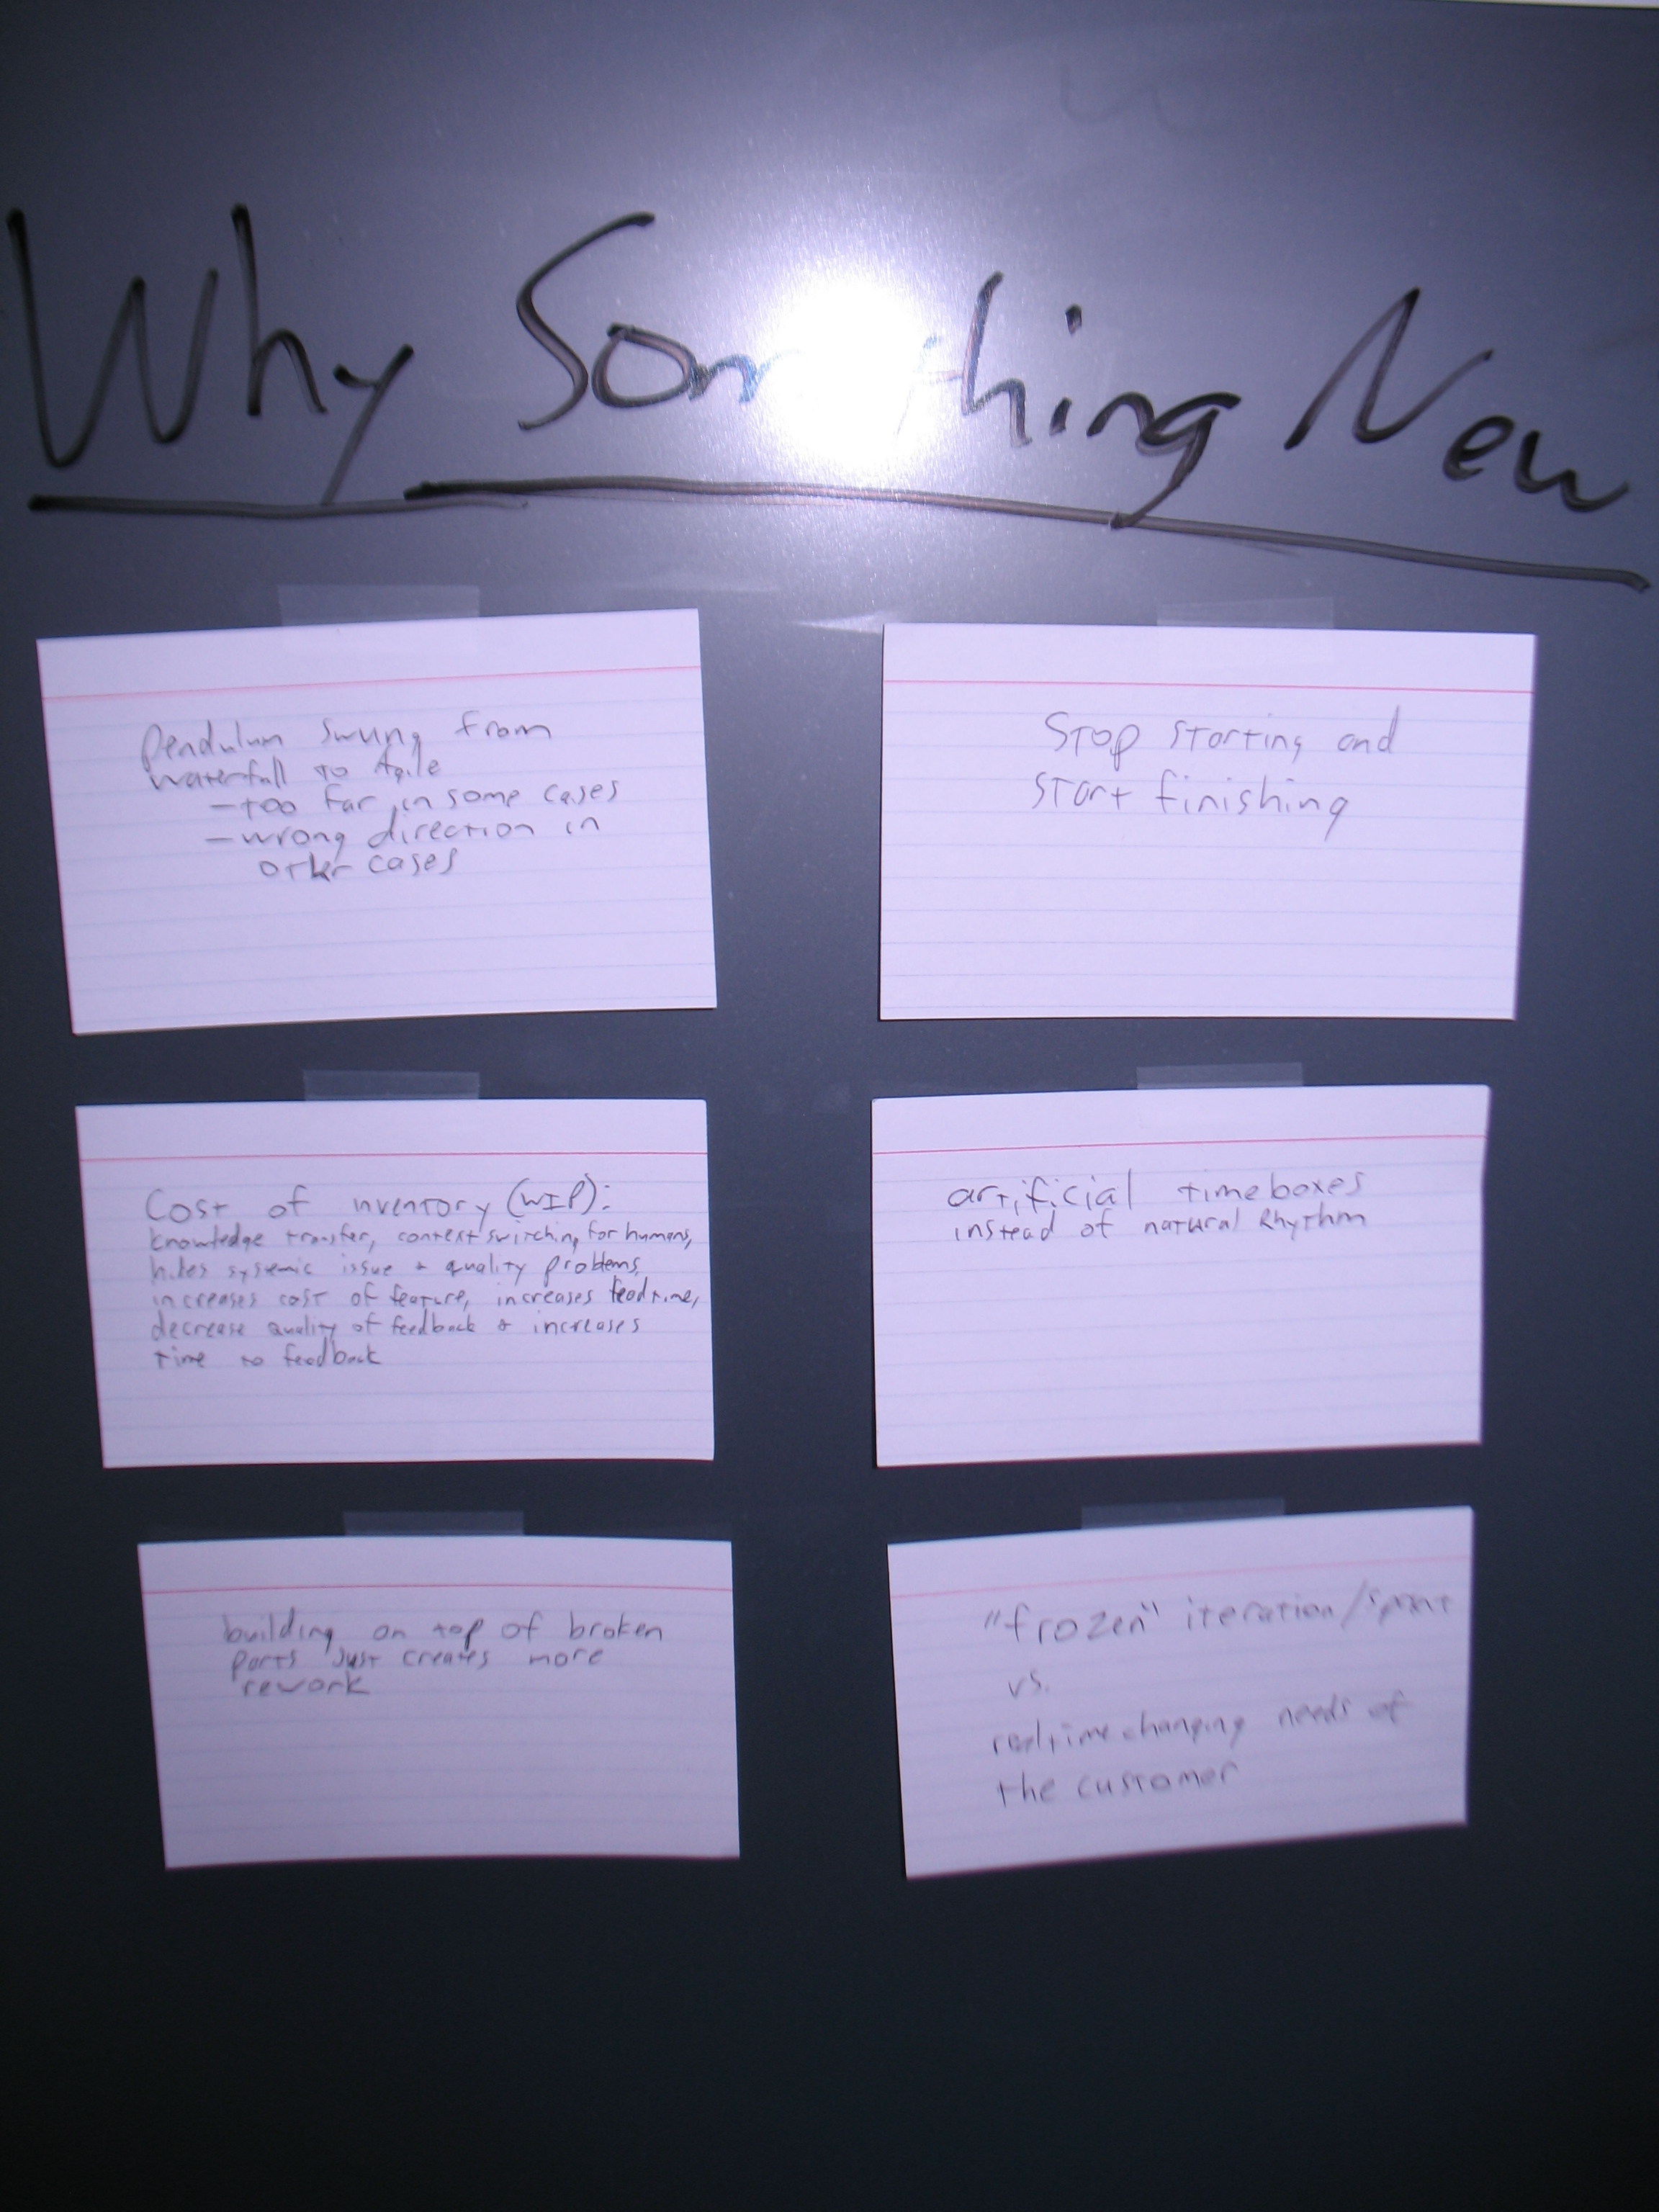 Why Something New
Pendulum swung from
waterfall to Agile
- too far in some cases
- wrong direction in
other cases
Stop starting and
start finishing
Cost of inventory (WIP):
knowledge transfer, context switching for humans,
hides systemic issue + quality problems,
increases cost of feature, increases lead time,
decrease quality of feedback + increases
time to feedback
artificial timeboxes
instead of natural Rhythm
building on top of broken
parts just creates more
rework
"frozen" iteration/sprint
vs.
realtime changing needs of
the customer